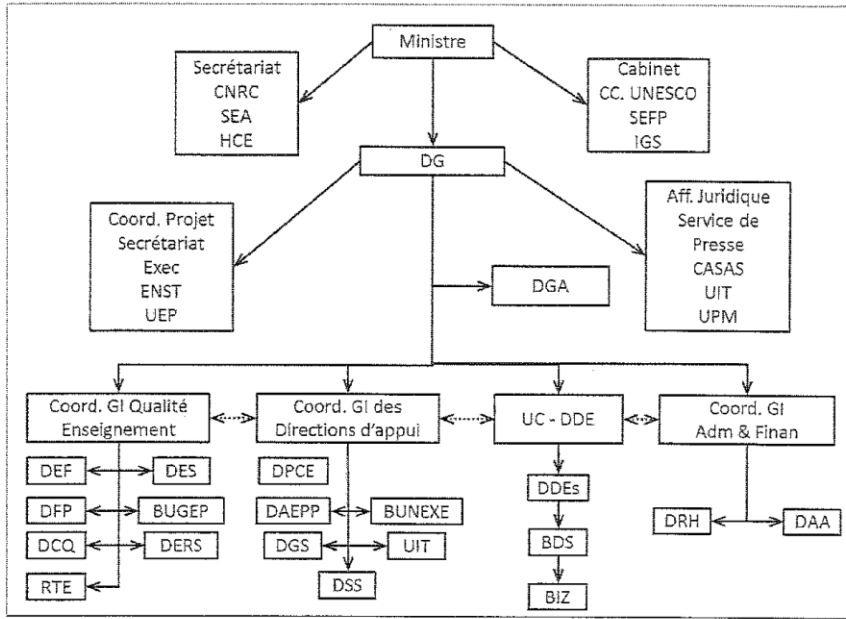 Ministre
Secrétariat
CNRC
SEA
HCE
Cabinet
CC. UNESCO
SEFP
IGS
DG
Coord. Projet
Secrétariat
Exec
ENST
UEP
Aff. Juridique
Service de
Presse
CASAS
UIT
UPM
DGA
Coord. GI Qualité
Enseignement
Coord. GI des
Directions d'appui
UC - DDE
Coord. GI
Adm & Finan
DEF
DES
DPCE
DDEs
DFP
BUGEP
DAEPP
BUNEXE
DRH
DAA
DCQ
DERS
DGS
UIT
BDS
RTE
DSS
BIZ